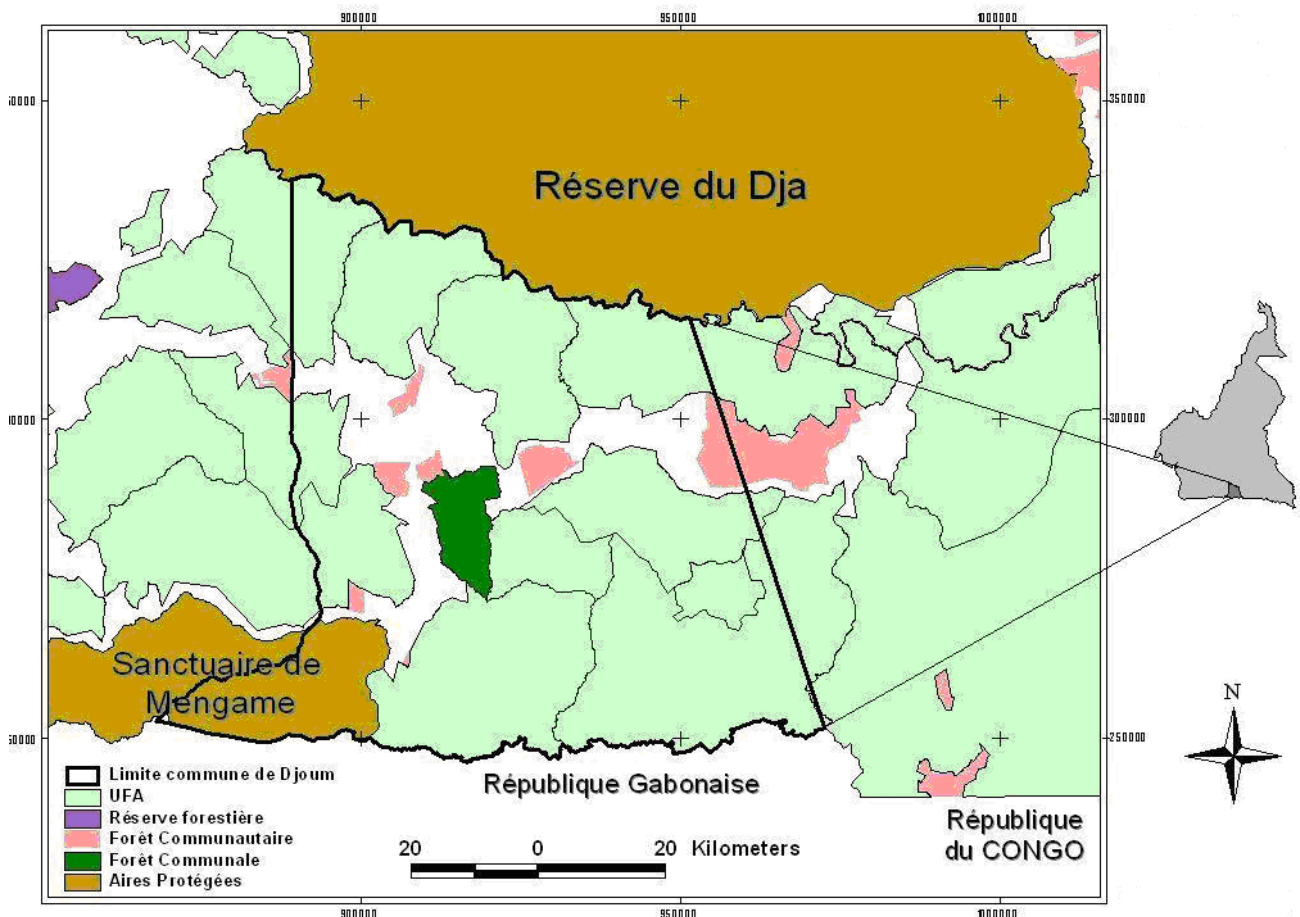 900000 950000 1000000
350000
Réserve du Dja
300000
Sanctuaire de
Mengame
250000
N
République Gabonaise
République
du CONGO
Limite commune de Djoum
UFA
Réserve forestière
Forêt Communautaire
Forêt Communale
Aires Protégées
20 0 20 Kilometers
900000 950000 1000000